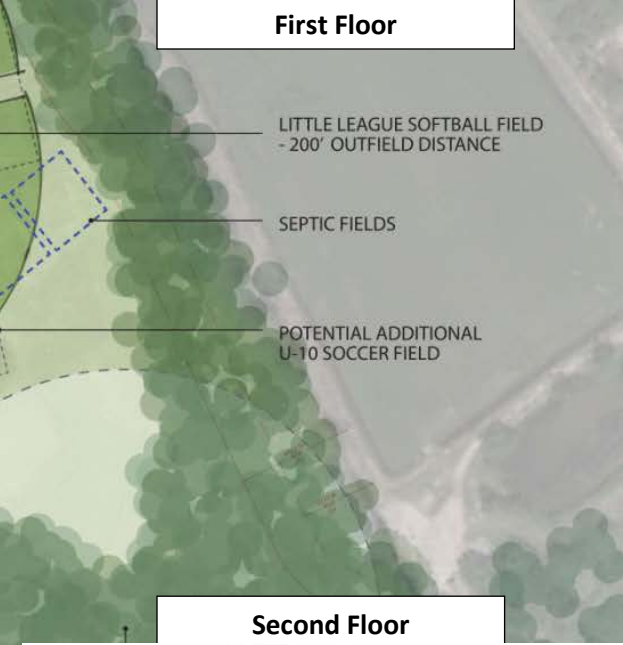 First Floor
LITTLE LEAGUE SOFTBALL FIELD
- 200' OUTFIELD DISTANCE
SEPTIC FIELDS
POTENTIAL ADDITIONAL
U-10 SOCCER FIELD
Second Floor